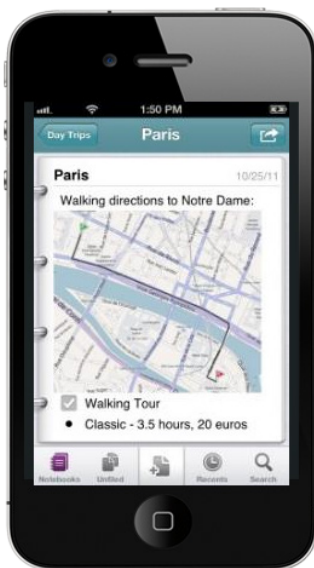 1:50 PM
Day Trips
Paris
Paris 10/25/11
Walking directions to Notre Dame:
Walking Tour
• Classic - 3.5 hours, 20 euros
Notebooks Unfiled Recents Search